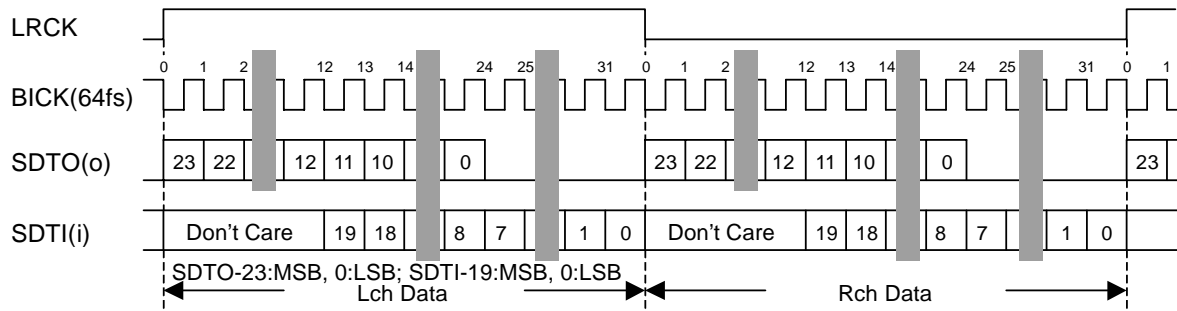 LRCK
0 1 2 12 13 14 24 25 31 0 1 2 12 13 14 24 25 31 0 1
BICK(64fs)
SDTO(o) 23 22 12 11 10 0 23 22 12 11 10 0 23
SDTI(i) Don't Care 19 18 8 7 1 0 Don't Care 19 18 8 7 1 0
SDTO-23:MSB, 0:LSB; SDTI-19:MSB, 0:LSB
Lch Data Rch Data